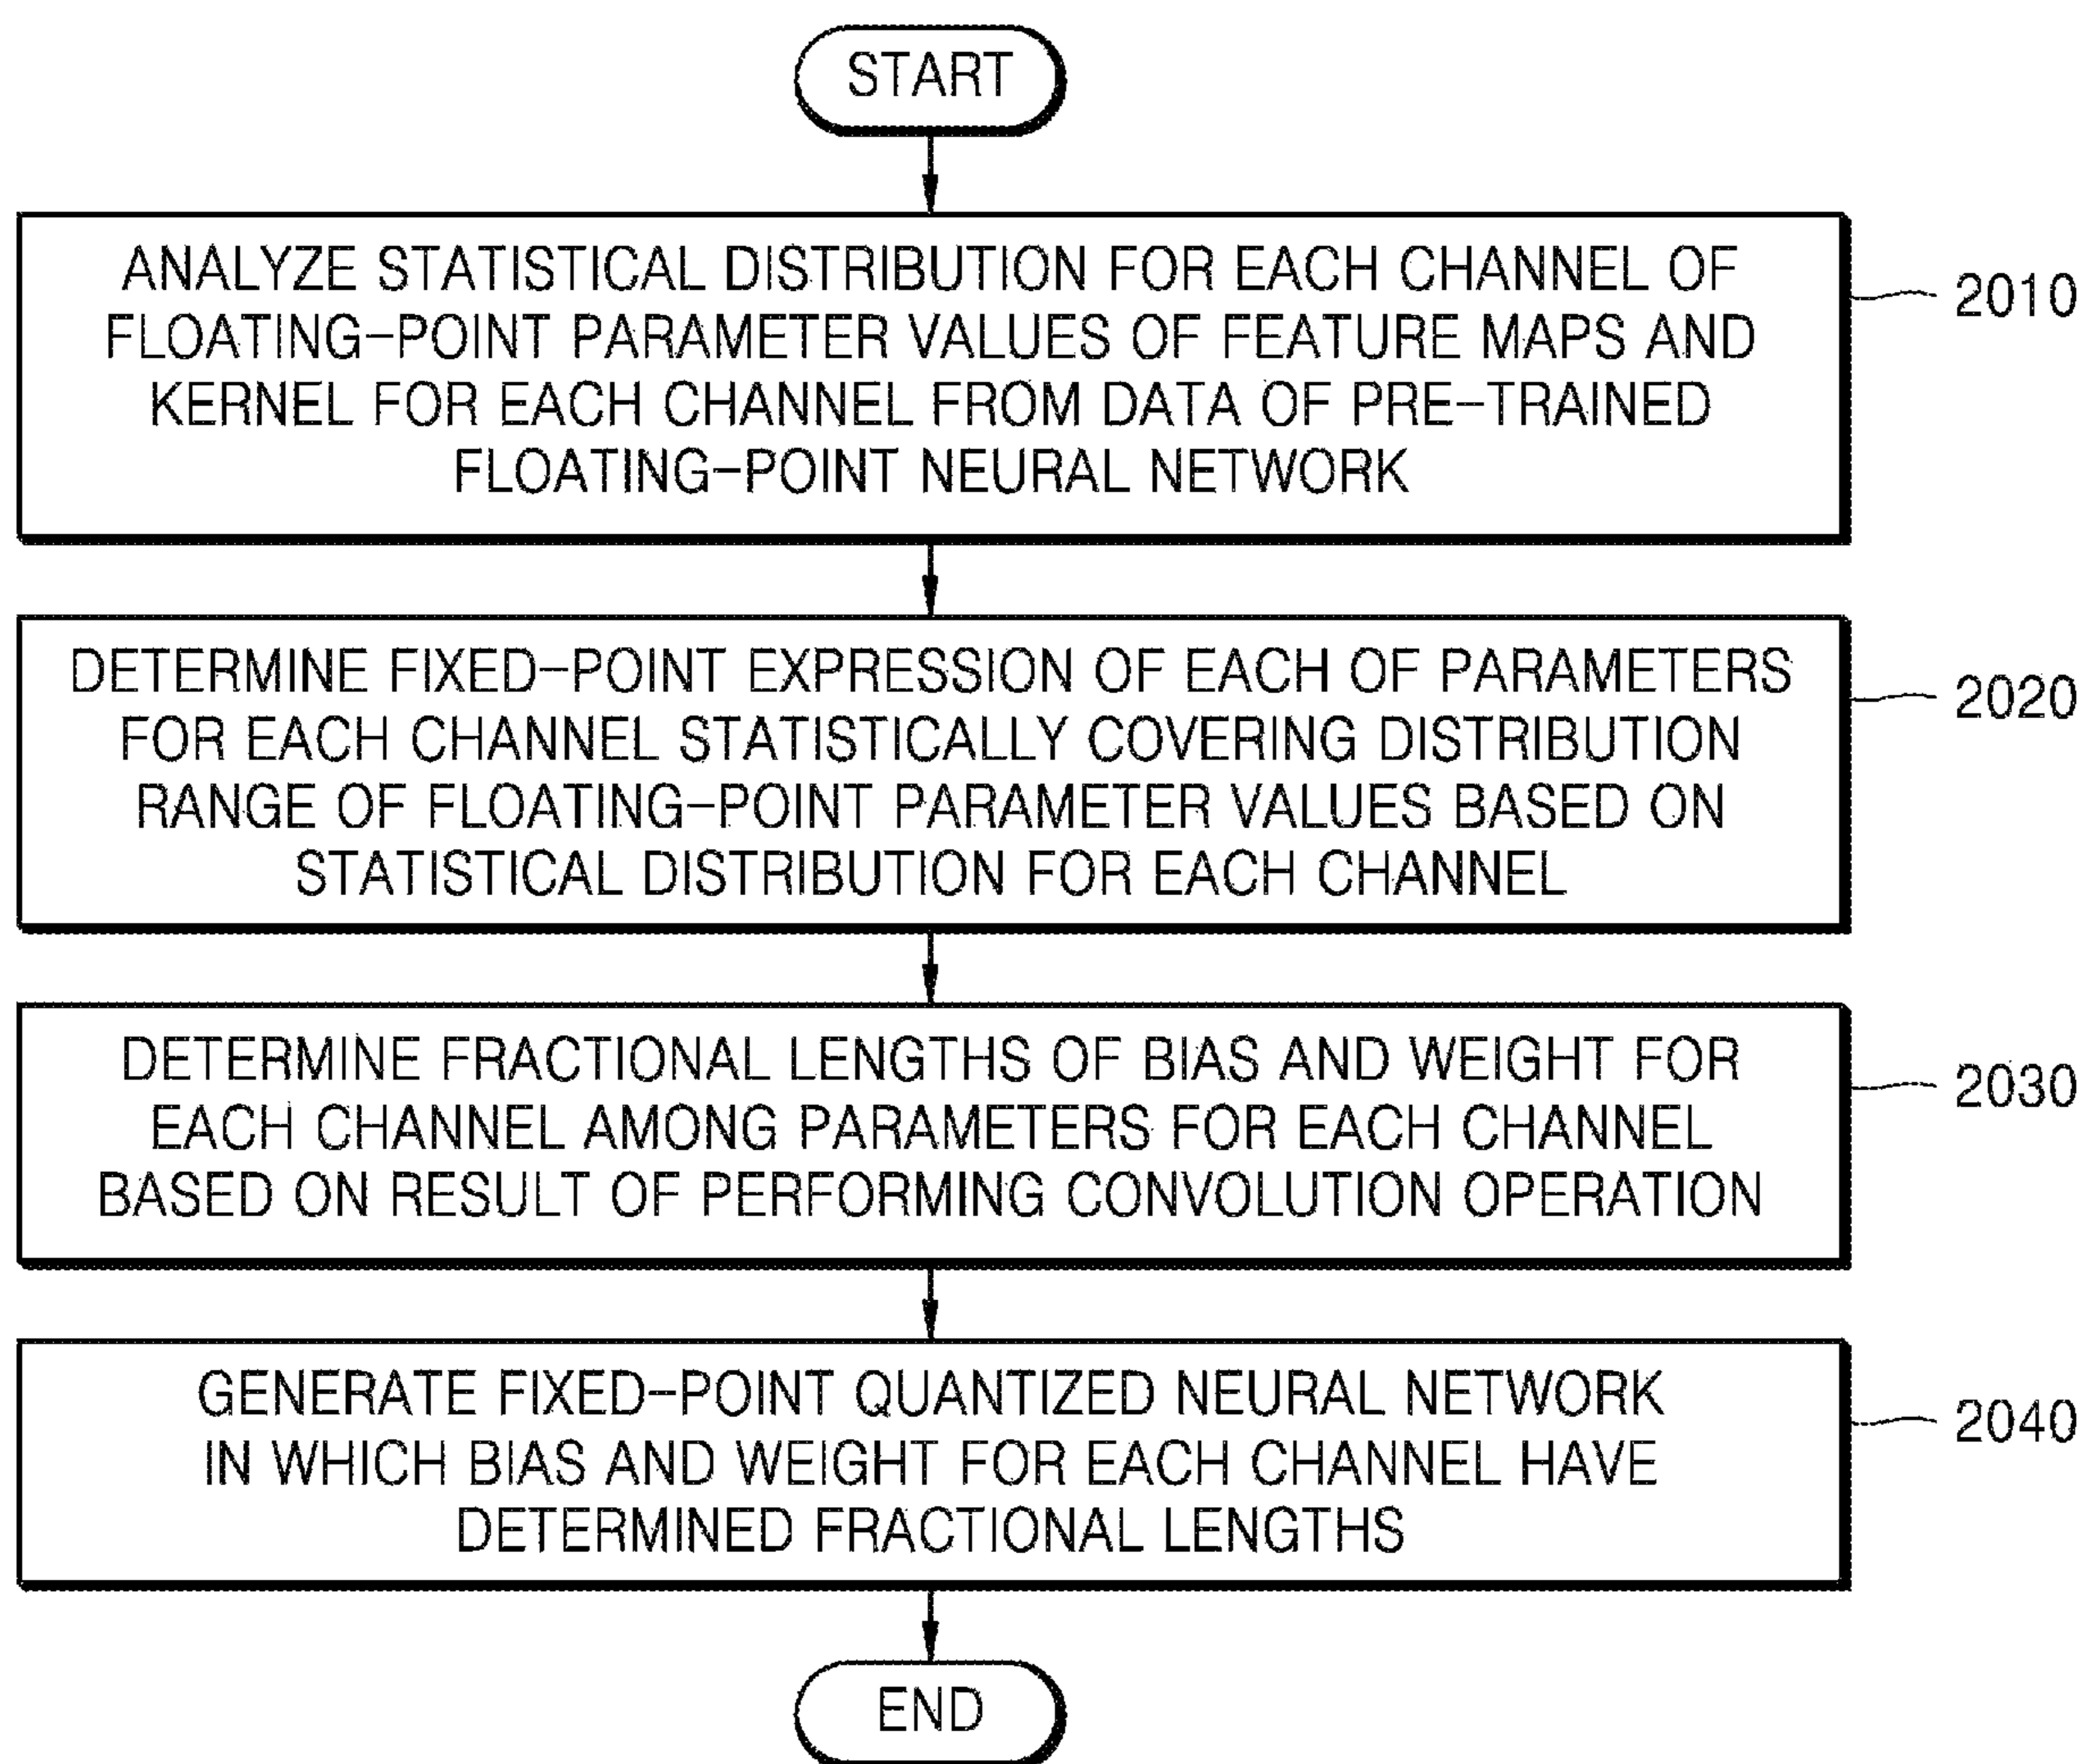 START
ANALYZE STATISTICAL DISTRIBUTION FOR EACH CHANNEL OF
FLOATING-POINT PARAMETER VALUES OF FEATURE MAPS AND
KERNEL FOR EACH CHANNEL FROM DATA OF PRE-TRAINED
FLOATING-POINT NEURAL NETWORK
2010
DETERMINE FIXED-POINT EXPRESSION OF EACH OF PARAMETERS
FOR EACH CHANNEL STATISTICALLY COVERING DISTRIBUTION
RANGE OF FLOATING-POINT PARAMETER VALUES BASED ON
STATISTICAL DISTRIBUTION FOR EACH CHANNEL
2020
DETERMINE FRACTIONAL LENGTHS OF BIAS AND WEIGHT FOR
EACH CHANNEL AMONG PARAMETERS FOR EACH CHANNEL
BASED ON RESULT OF PERFORMING CONVOLUTION OPERATION
2030
GENERATE FIXED-POINT QUANTIZED NEURAL NETWORK
IN WHICH BIAS AND WEIGHT FOR EACH CHANNEL HAVE
DETERMINED FRACTIONAL LENGTHS
2040
END